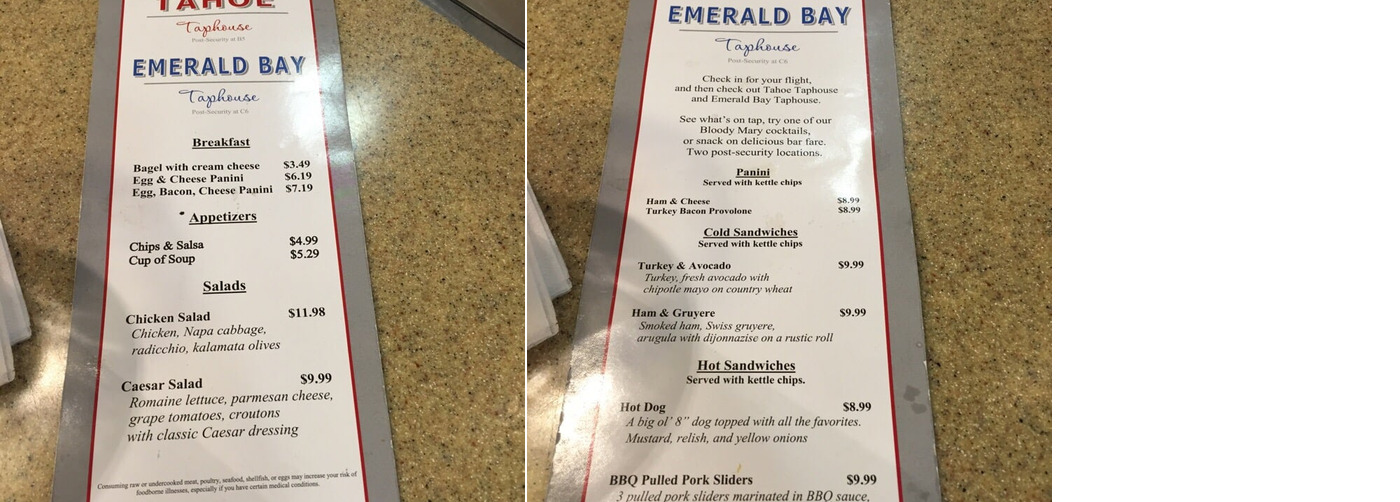 TAHOE
Taphouse
Post-Security at B5
EMERALD BAY
Taphouse
Post-Security at C6
Breakfast
Bagel with cream cheese $3.49
Egg & Cheese Panini $6.19
Egg, Bacon, Cheese Panini $7.19
Appetizers
Chips & Salsa $4.99
Cup of Soup $5.29
Salads
Chicken Salad $11.98
Chicken, Napa cabbage,
radicchio, kalamata olives
Caesar Salad $9.99
Romaine lettuce, parmesan cheese,
grape tomatoes, croutons
with classic Caesar dressing
Consuming raw or undercooked meat, poultry, seafood, shellfish, or eggs may increase your risk of
foodborne illnesses, especially if you have certain medical conditions.
EMERALD BAY
Taphouse
Post-Security at C6
Check in for your flight,
and then check out Tahoe Taphouse
and Emerald Bay Taphouse.
See what's on tap, try one of our
Bloody Mary cocktails,
or snack on delicious bar fare.
Two post-security locations.
Panini
Served with kettle chips
Ham & Cheese $8.99
Turkey Bacon Provolone $8.99
Cold Sandwiches
Served with kettle chips
Turkey & Avocado $9.99
Turkey, fresh avocado with
chipotle mayo on country wheat
Ham & Gruyere $9.99
Smoked ham, Swiss gruyere,
arugula with dijonnazise on a rustic roll
Hot Sandwiches
Served with kettle chips.
Hot Dog $8.99
A big ol' 8" dog topped with all the favorites.
Mustard, relish, and yellow onions
BBQ Pulled Pork Sliders $9.99
3 pulled pork sliders marinated in BBQ sauce,